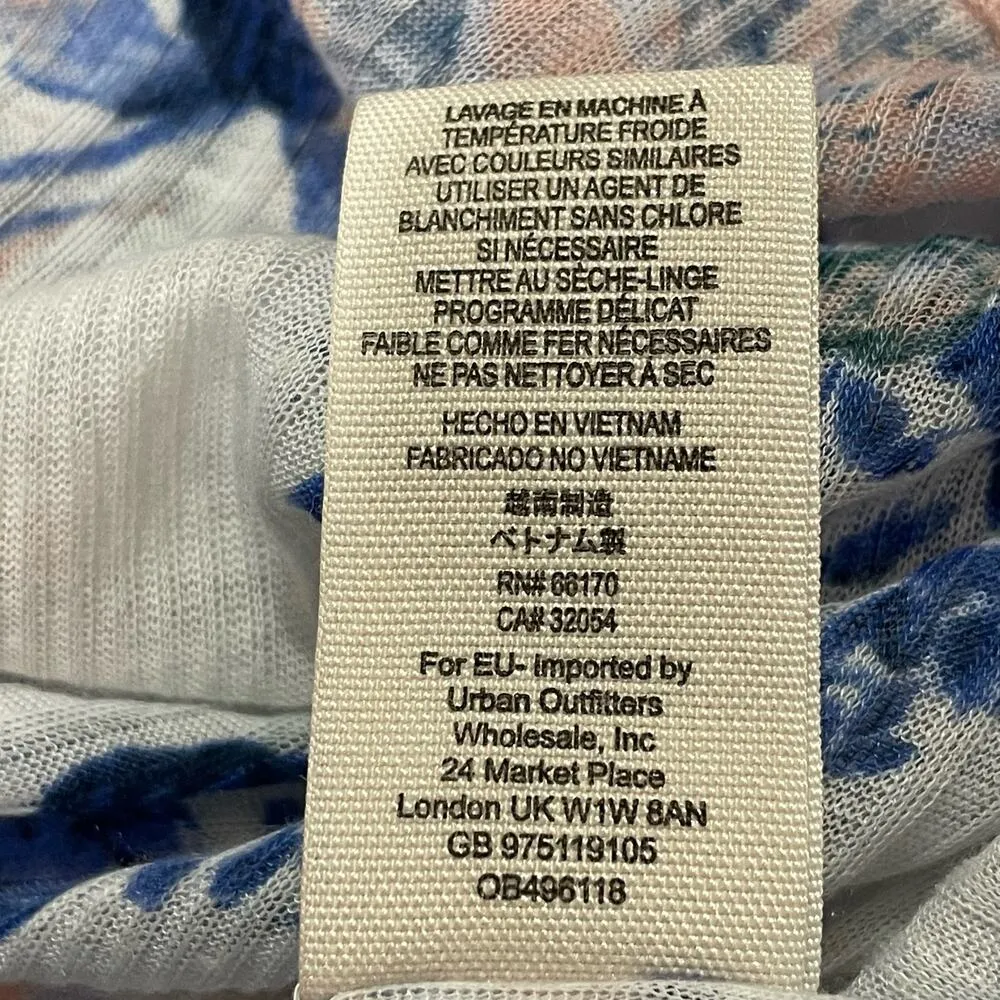 LAVAGE EN MACHINE À
TEMPÉRATURE FROIDE
AVEC COULEURS SIMILAIRES
UTILISER UN AGENT DE
BLANCHIMENT SANS CHLORE
SI NÉCESSAIRE
METTRE AU SÈCHE-LINGE
PROGRAMME DÉLICAT
FAIBLE COMME FER NÉCESSAIRES
NE PAS NETTOYER A SEC
HECHO EN VIETNAM
FABRICADO NO VIETNAME
越南制造
ベトナム製
RN# 66170
CA# 32054
For EU- Imported by
Urban Outfitters
Wholesale, Inc
24 Market Place
London UK W1W 8AN
GB 975119105
OB496118